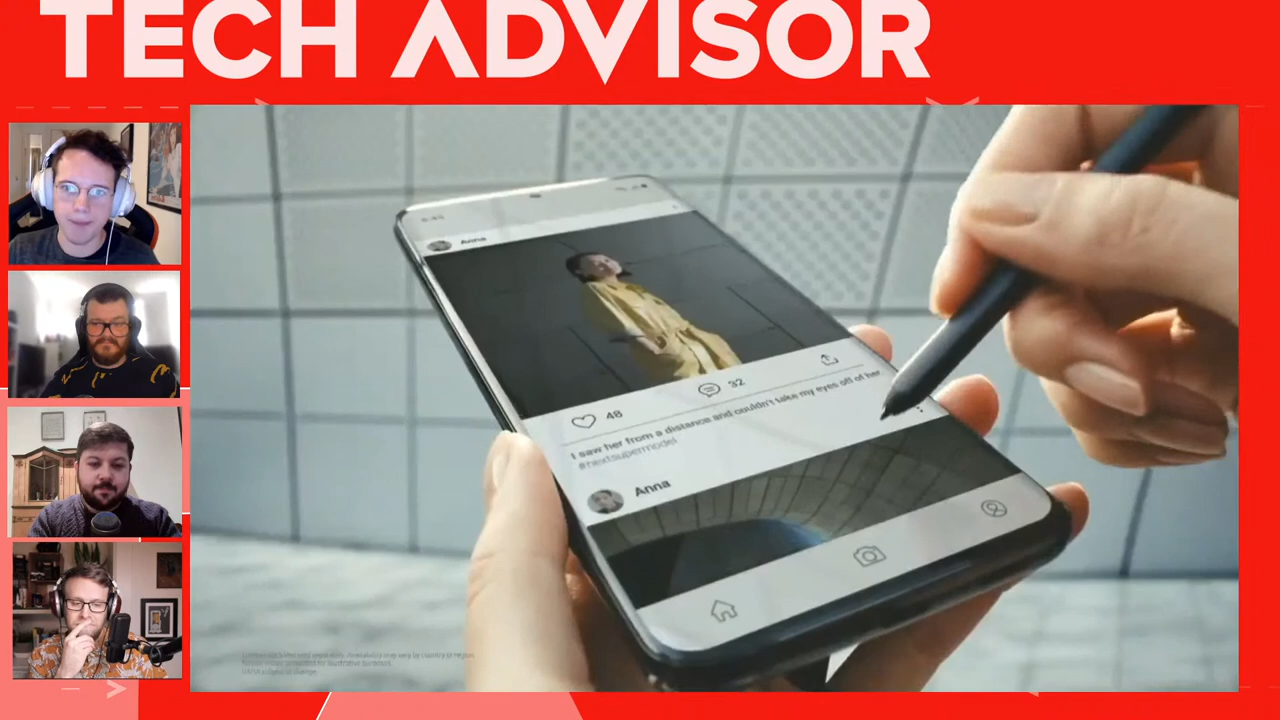 TECH ADVISOR
Anna
48
32
I saw her from a distance and couldn't take my eyes off of her
#nextsupermodel
Anna